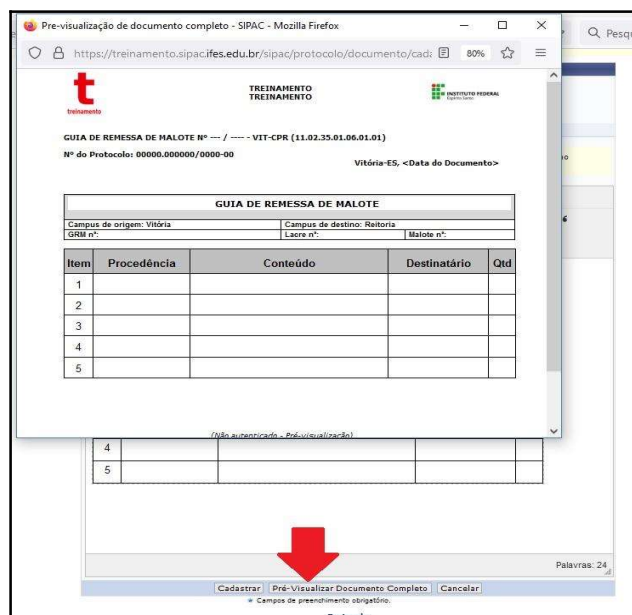 Pre-visualização de documento completo - SIPAC - Mozilla Firefox
https://treinamento.sipac.ifes.edu.br/sipac/protocolo/documento/cada
80%
Pesqu
t
treinamento
TREINAMENTO
TREINAMENTO
INSTITUTO FEDERAL
Espírito Santo
GUIA DE REMESSA DE MALOTE Nº --- / ---- - VIT-CPR (11.02.35.01.06.01.01)
Nº do Protocolo: 00000.000000/0000-00
Vitória-ES, <Data do Documento>
GUIA DE REMESSA DE MALOTE
Campus de origem: Vitória Campus de destino: Reitoria
GRM nº: Lacre nº: Malote nº:
Item Procedência Conteúdo Destinatário Qtd
1
2
3
4
5
(Não autenticado - Pré-visualização)
4
5
Palavras: 24
Cadastrar Pré-Visualizar Documento Completo Cancelar
* Campos de preenchimento obrigatório.